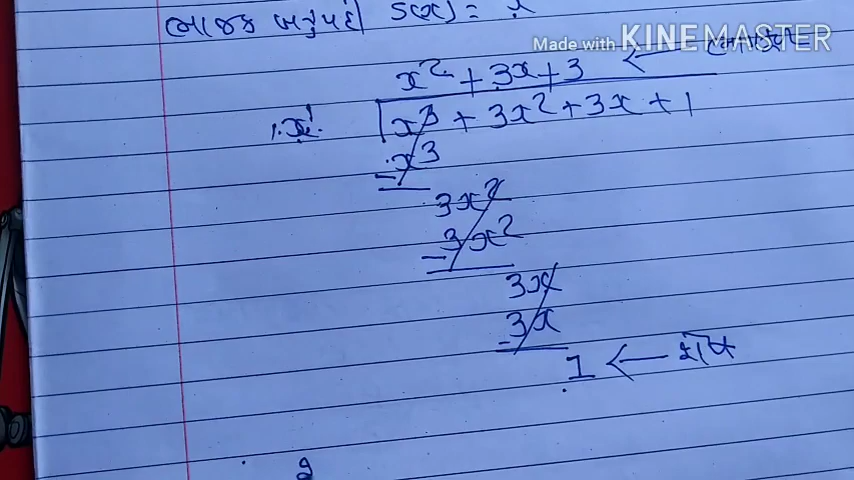 ભાજક બહુપદી S(x) = x
Made with KINEMASTER
x² + 3x + 3 ←
x x³ + 3x² + 3x + 1
- x³
3x²
- 3x²
3x
- 3x
1 ← શેષ
2